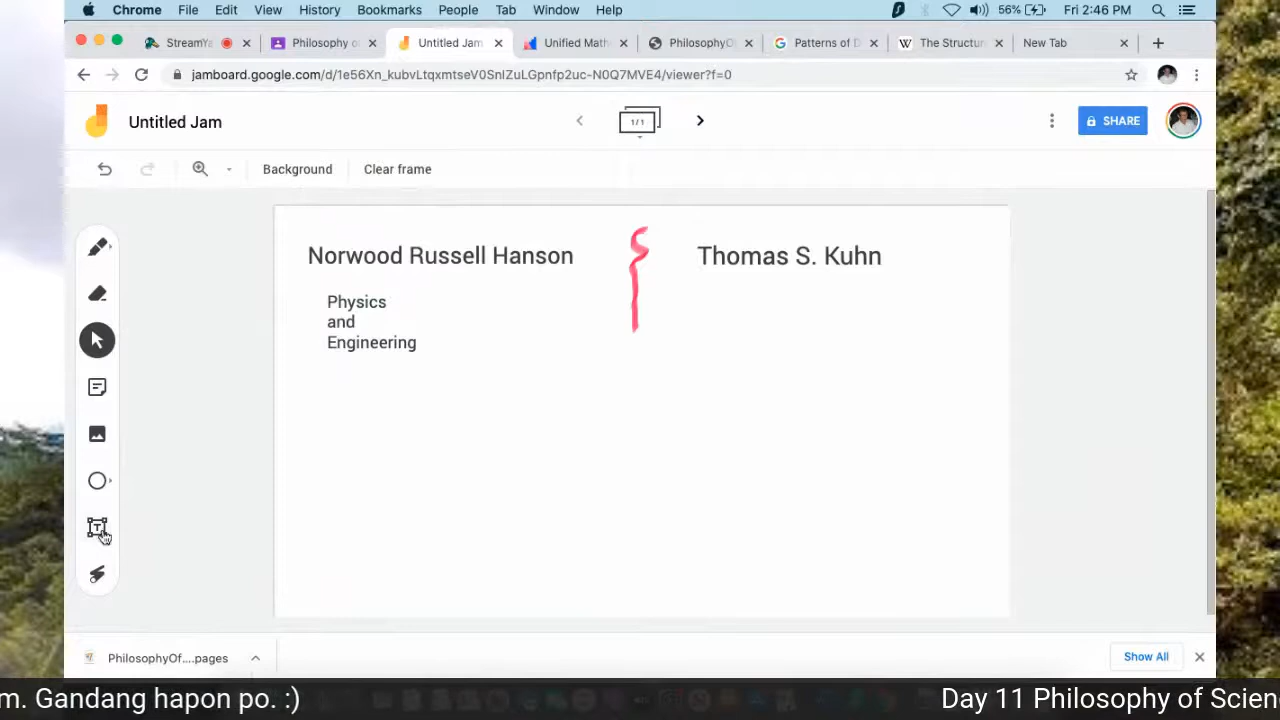 Chrome File Edit View History Bookmarks People Tab Window Help 56% Fri 2:46 PM
StreamYa Philosophy o Untitled Jam Unified Math PhilosophyO Patterns of D The Structur New Tab
jamboard.google.com/d/1e56Xn_kubvLtqxmtseV0SnIZuLGpnfp2uc-N0Q7MVE4/viewer?f=0
Untitled Jam 1/1 SHARE
Background Clear frame
Norwood Russell Hanson
Thomas S. Kuhn
Physics
and
Engineering
PhilosophyOf....pages Show All
m. Gandang hapon po. :) Day 11 Philosophy of Scien